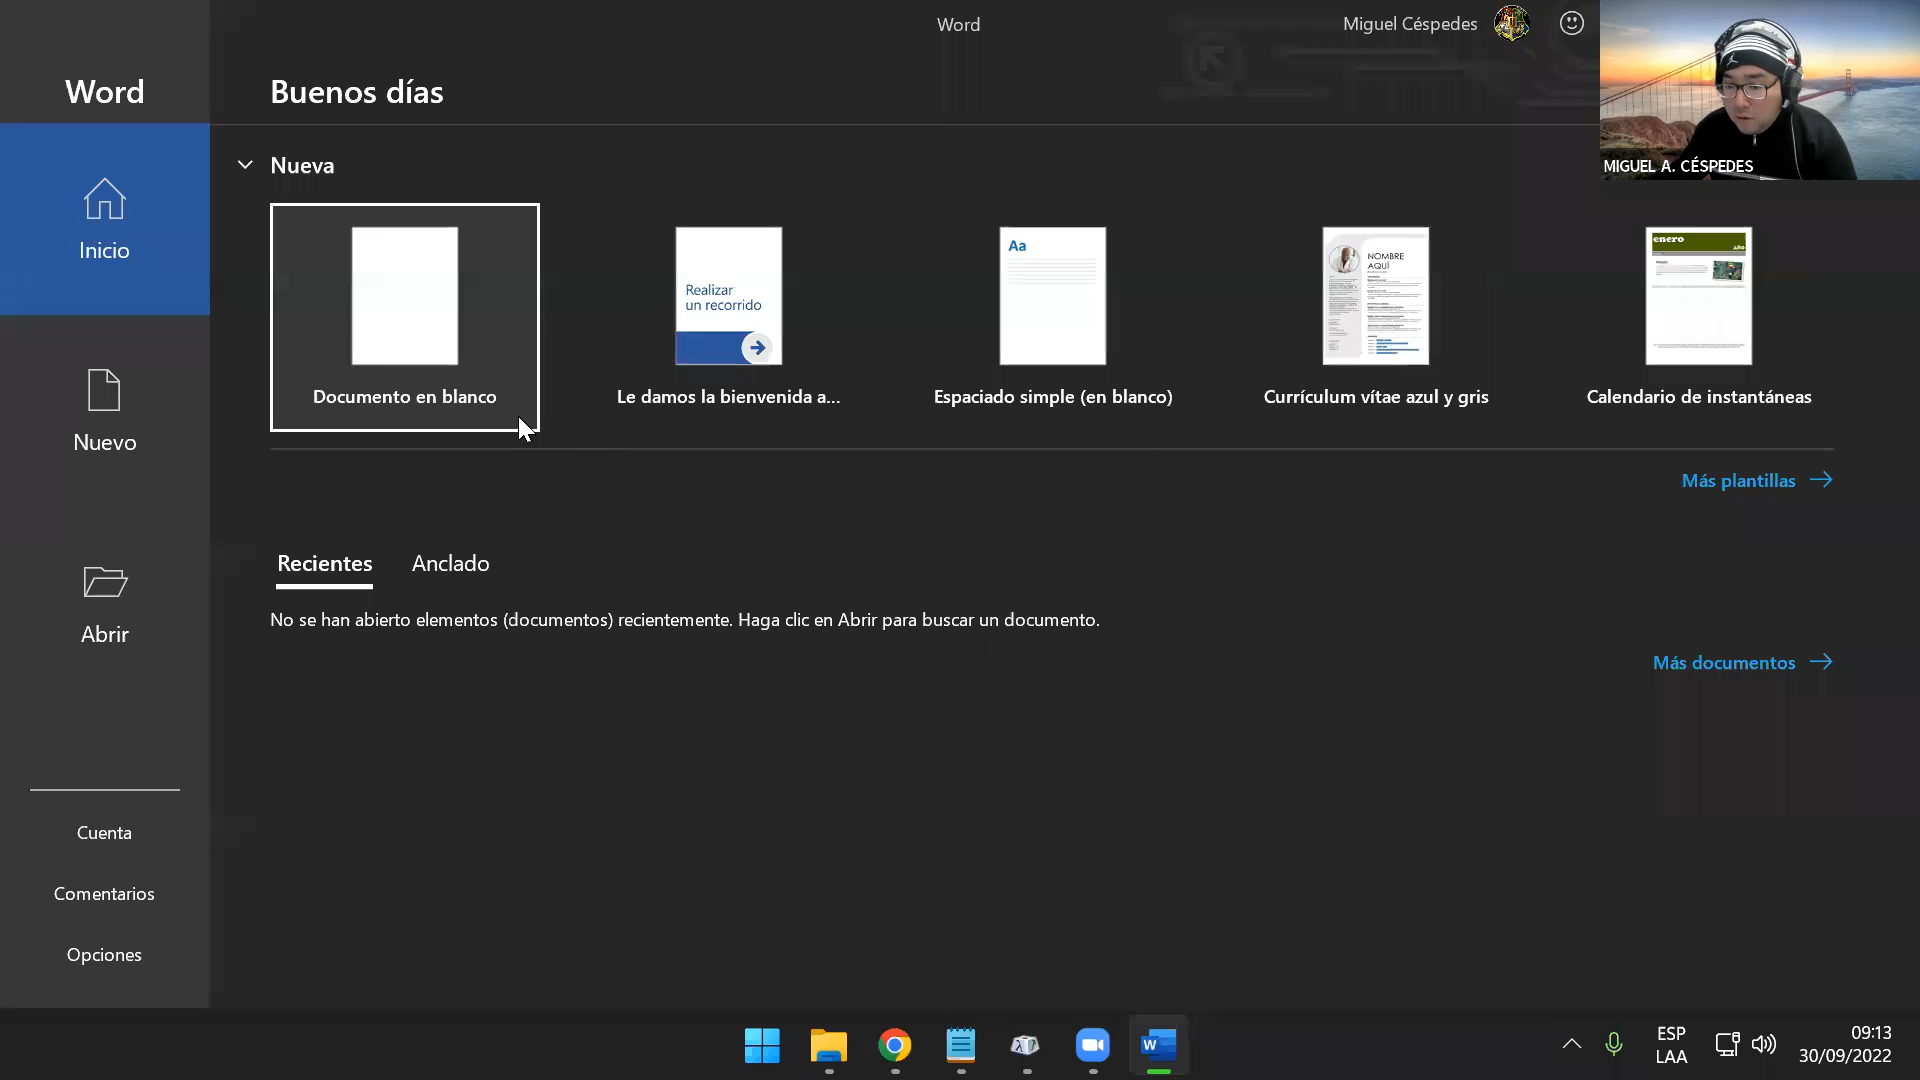 Word
Miguel Céspedes
Word
Buenos días
MIGUEL A. CÉSPEDES
Nueva
Inicio
Realizar
un recorrido
Aa
NOMBRE
AQUÍ
enero
Documento en blanco
Le damos la bienvenida a...
Espaciado simple (en blanco)
Currículum vítae azul y gris
Calendario de instantáneas
Nuevo
Más plantillas
Recientes
Anclado
No se han abierto elementos (documentos) recientemente. Haga clic en Abrir para buscar un documento.
Abrir
Más documentos
Cuenta
Comentarios
Opciones
W
ESP
LAA
09:13
30/09/2022